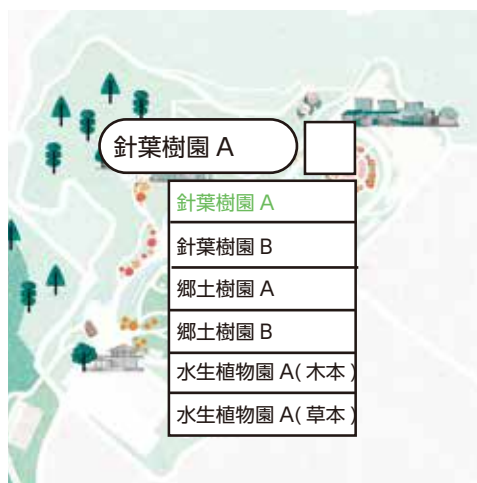 針葉樹園 A
針葉樹園 A
針葉樹園 B
郷土樹園 A
郷土樹園 B
水生植物園 A( 木本 )
水生植物園 A( 草本 )